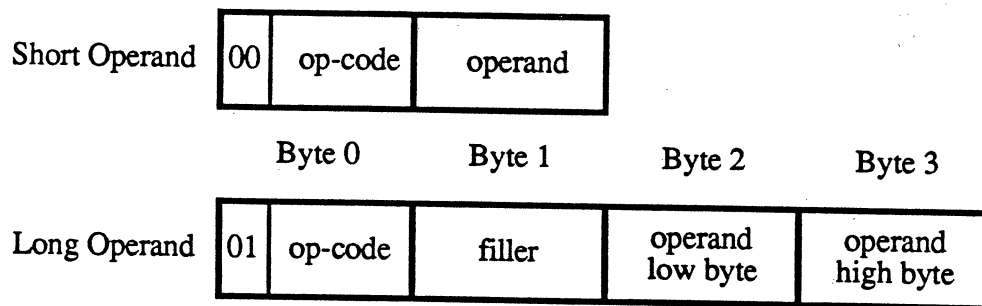 Short Operand 00 op-code operand
Byte 0 Byte 1 Byte 2 Byte 3
Long Operand 01 op-code filler operand low byte operand high byte